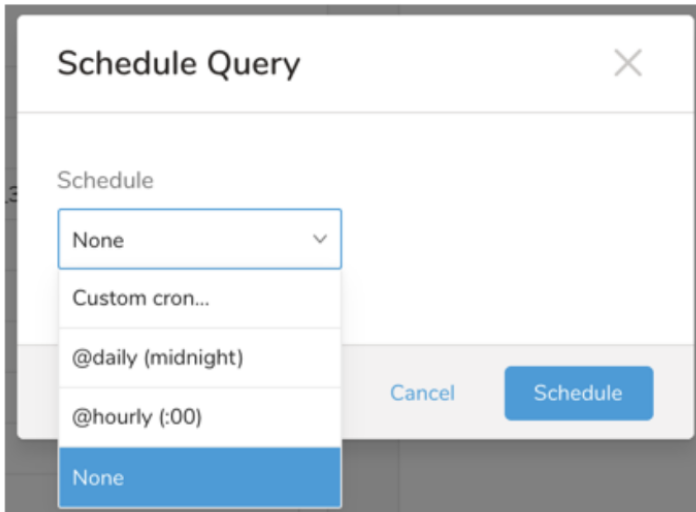 Schedule Query
Schedule
None
Custom cron...
@daily (midnight)
@hourly (:00)
Cancel
Schedule
None